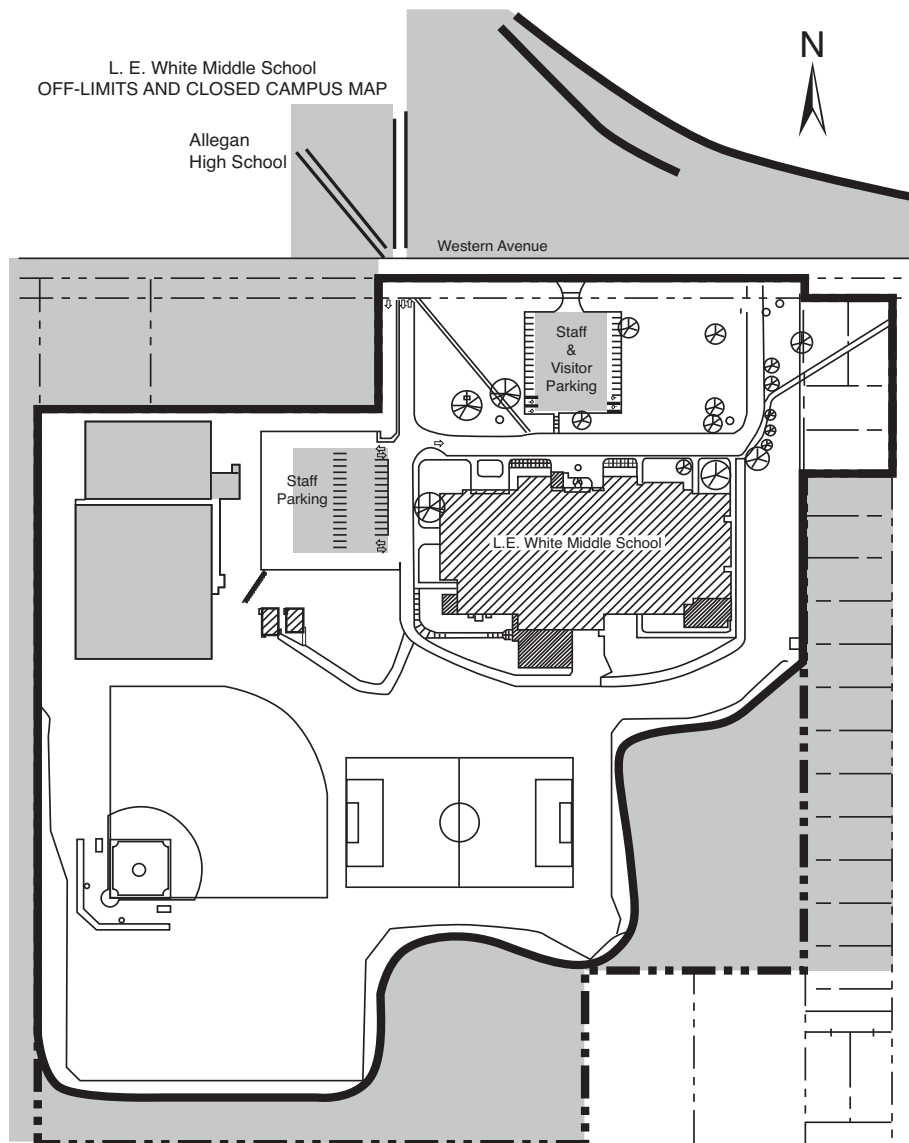 L. E. White Middle School
OFF-LIMITS AND CLOSED CAMPUS MAP
N
Allegan
High School
Western Avenue
Staff
&
Visitor
Parking
Staff
Parking
L.E. White Middle School